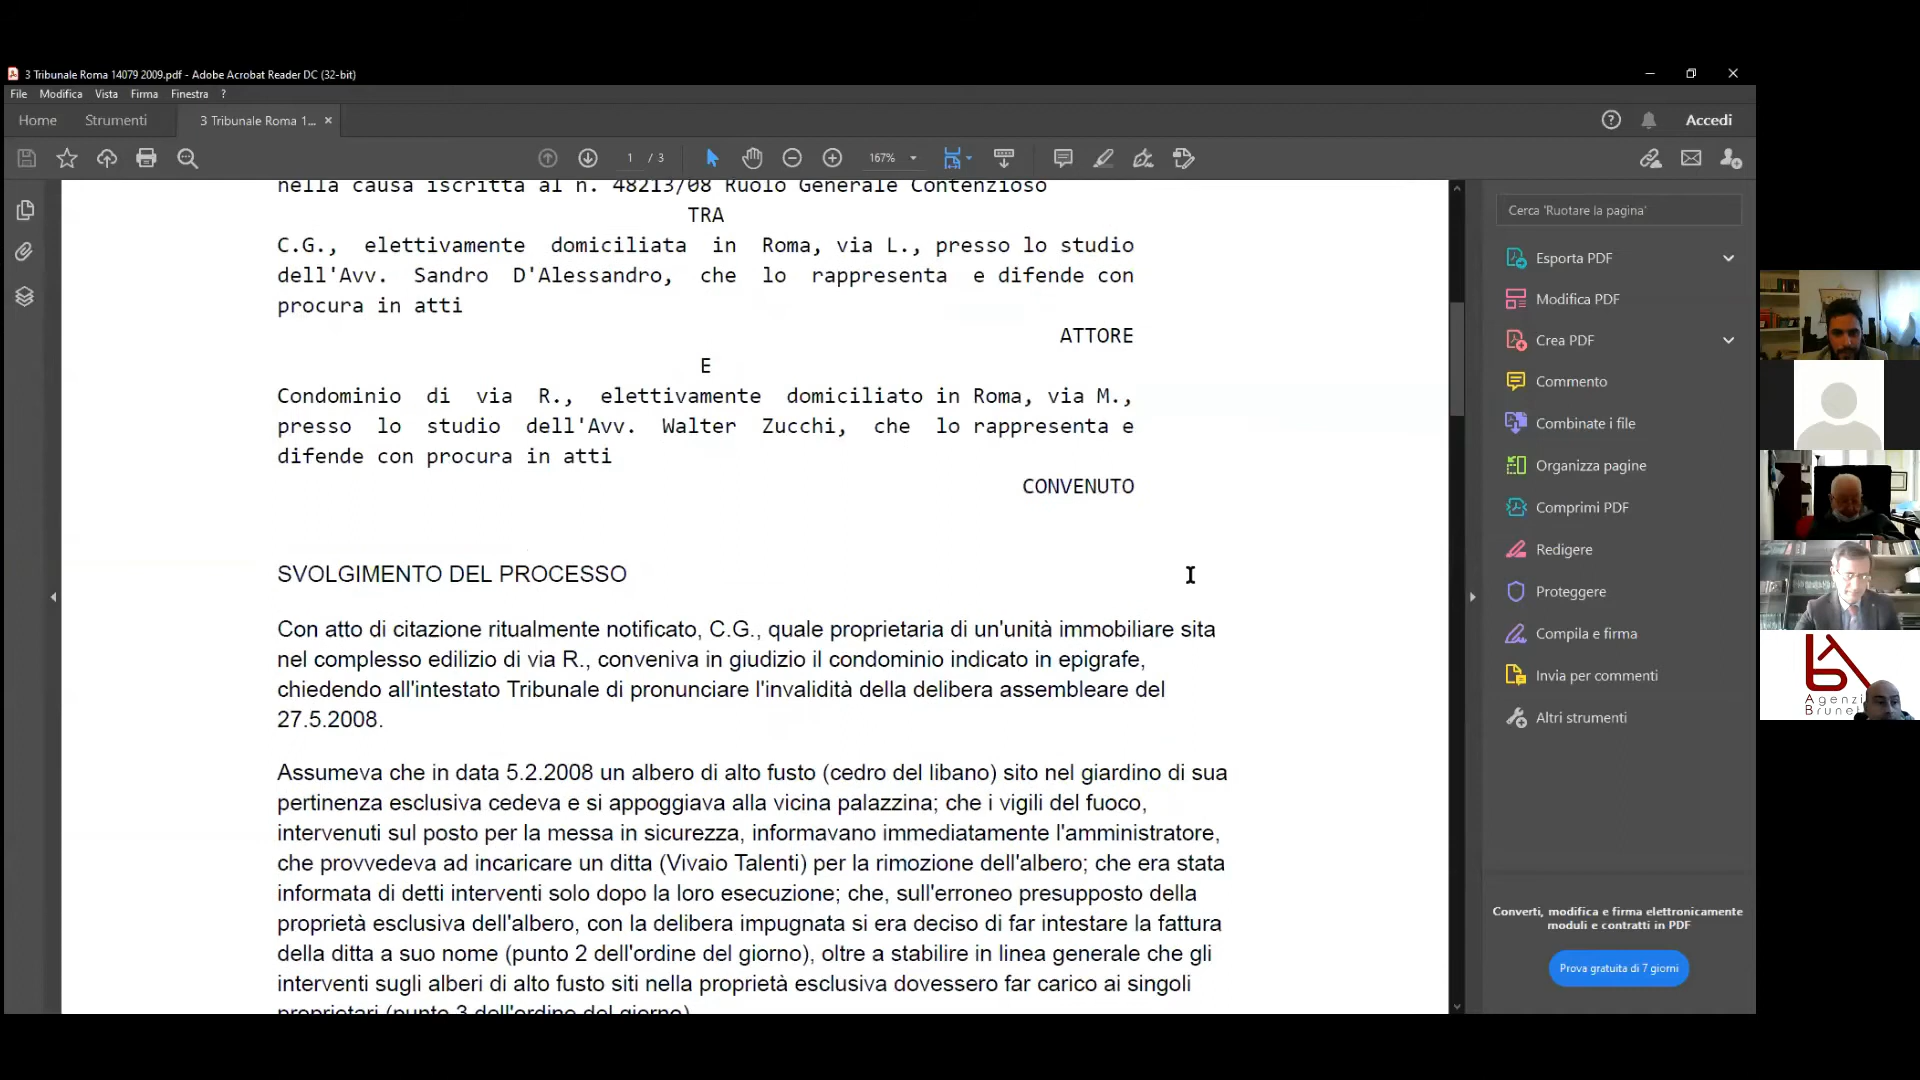 3 Tribunale Roma 14079 2009.pdf - Adobe Acrobat Reader DC (32-bit)
File Modifica Vista Firma Finestra ?
Home Strumenti 3 Tribunale Roma 1... × Accedi
1 / 3 167%
nella causa iscritta al n. 48213/08 Ruolo Generale Contenzioso
TRA
C.G., elettivamente domiciliata in Roma, via L., presso lo studio
dell'Avv. Sandro D'Alessandro, che lo rappresenta e difende con
procura in atti
ATTORE
E
Condominio di via R., elettivamente domiciliato in Roma, via M.,
presso lo studio dell'Avv. Walter Zucchi, che lo rappresenta e
difende con procura in atti
CONVENUTO
SVOLGIMENTO DEL PROCESSO
Con atto di citazione ritualmente notificato, C.G., quale proprietaria di un'unità immobiliare sita
nel complesso edilizio di via R., conveniva in giudizio il condominio indicato in epigrafe,
chiedendo all'intestato Tribunale di pronunciare l'invalidità della delibera assembleare del
27.5.2008.
Assumeva che in data 5.2.2008 un albero di alto fusto (cedro del libano) sito nel giardino di sua
pertinenza esclusiva cedeva e si appoggiava alla vicina palazzina; che i vigili del fuoco,
intervenuti sul posto per la messa in sicurezza, informavano immediatamente l'amministratore,
che provvedeva ad incaricare un ditta (Vivaio Talenti) per la rimozione dell'albero; che era stata
informata di detti interventi solo dopo la loro esecuzione; che, sull'erroneo presupposto della
proprietà esclusiva dell'albero, con la delibera impugnata si era deciso di far intestare la fattura
della ditta a suo nome (punto 2 dell'ordine del giorno), oltre a stabilire in linea generale che gli
interventi sugli alberi di alto fusto siti nella proprietà esclusiva dovessero far carico ai singoli
proprietari (punto 3 dell'ordine del giorno).
Cerca 'Ruotare la pagina'
Esporta PDF
Modifica PDF
Crea PDF
Commento
Combinate i file
Organizza pagine
Comprimi PDF
Redigere
Proteggere
Compila e firma
Invia per commenti
Altri strumenti
Converti, modifica e firma elettronicamente
moduli e contratti in PDF
Prova gratuita di 7 giorni
ba
Agenzi
Brunel